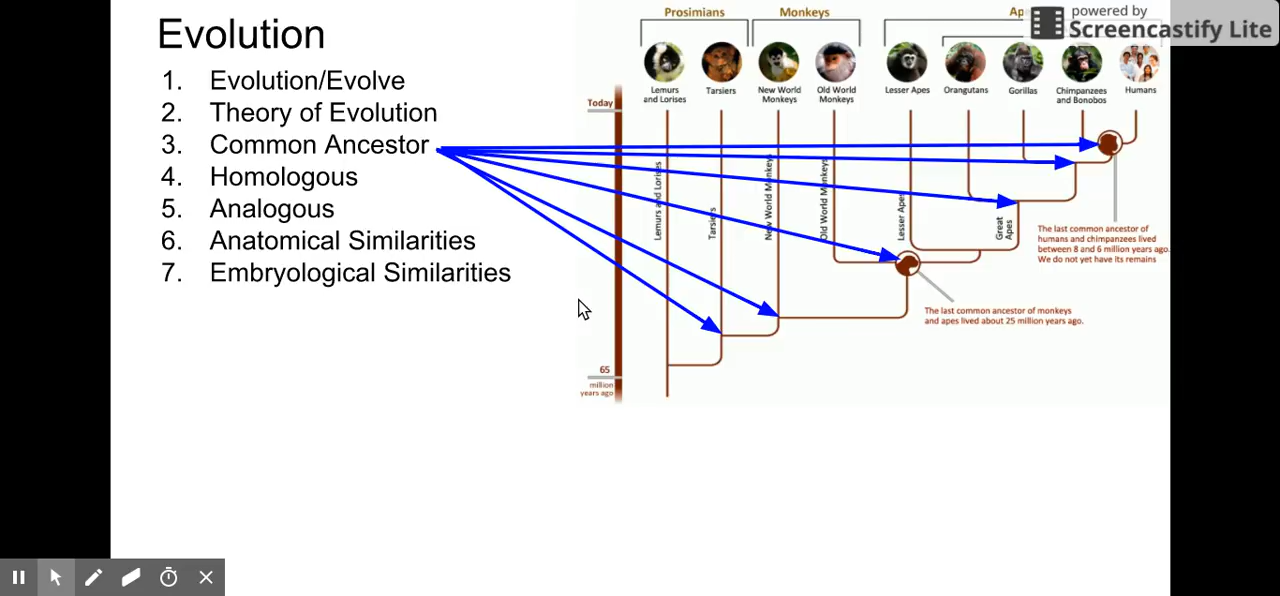 Evolution
1. Evolution/Evolve
2. Theory of Evolution
3. Common Ancestor
4. Homologous
5. Analogous
6. Anatomical Similarities
7. Embryological Similarities
Prosimians
Monkeys
Ap
powered by
Screencastify Lite
Lemurs
and Lorises
Tarsiers
New World
Monkeys
Old World
Monkeys
Lesser Apes
Orangutans
Gorillas
Chimpanzees
and Bonobos
Humans
Today
Lemurs and Lorises
Tarsiers
New World Monkeys
Old World Monkeys
Lesser Apes
Great
Apes
The last common ancestor of
humans and chimpanzees lived
between 8 and 6 million years ago.
We do not yet have its remains
The last common ancestor of monkeys
and apes lived about 25 million years ago.
65
million
years ago